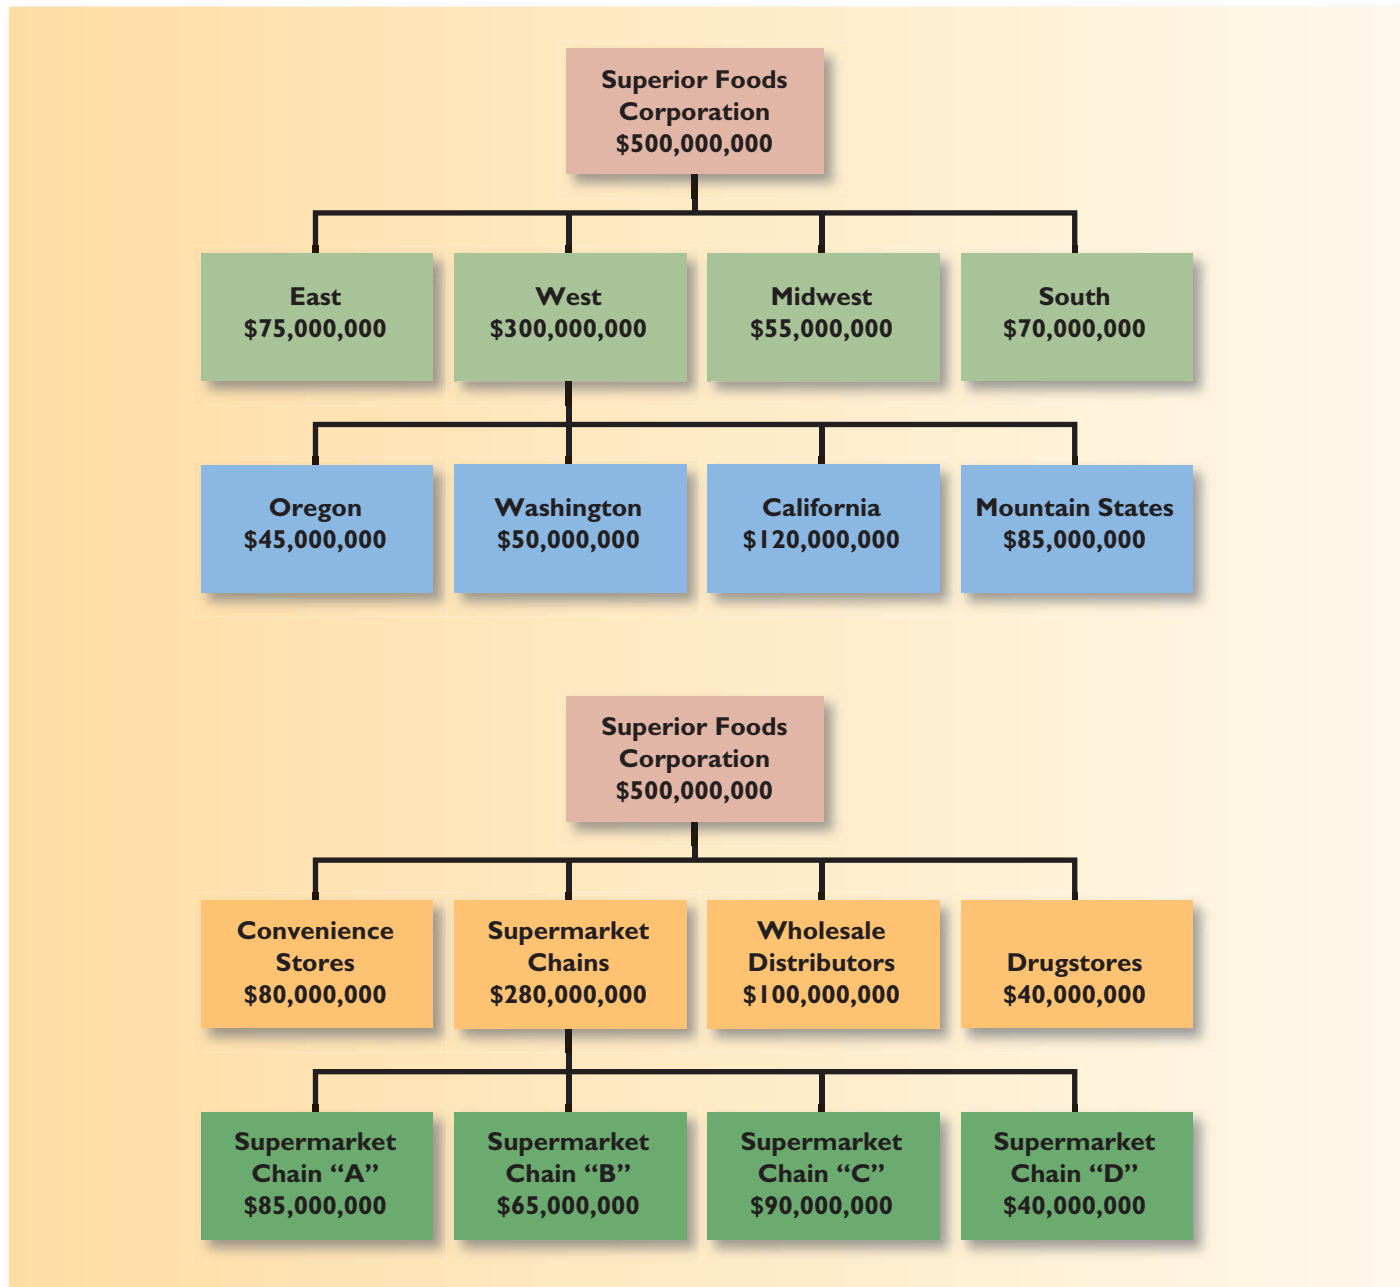 Superior Foods
Corporation
$500,000,000
East
$75,000,000
West
$300,000,000
Midwest
$55,000,000
South
$70,000,000
Oregon
$45,000,000
Washington
$50,000,000
California
$120,000,000
Mountain States
$85,000,000
Superior Foods
Corporation
$500,000,000
Convenience
Stores
$80,000,000
Supermarket
Chains
$280,000,000
Wholesale
Distributors
$100,000,000
Drugstores
$40,000,000
Supermarket
Chain “A”
$85,000,000
Supermarket
Chain “B”
$65,000,000
Supermarket
Chain “C”
$90,000,000
Supermarket
Chain “D”
$40,000,000